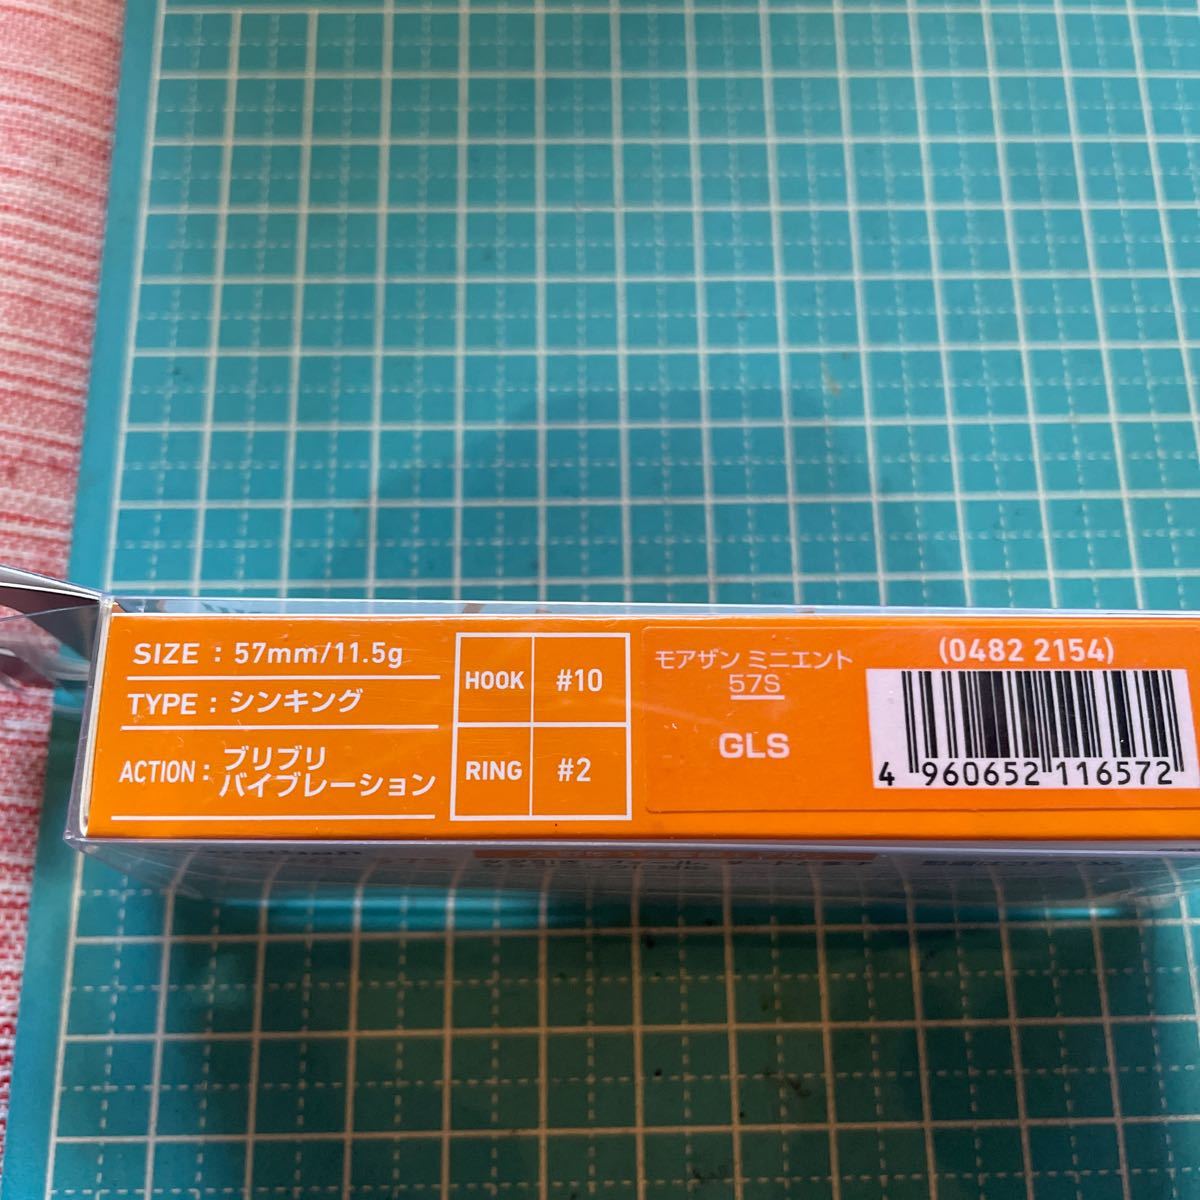 SIZE : 57mm/11.5g
TYPE : シンキング
ACTION : ブリブリ
バイブレーション
HOOK #10
RING #2
モアザン ミニエント
57S
GLS
(0482 2154)
4 960652 116572